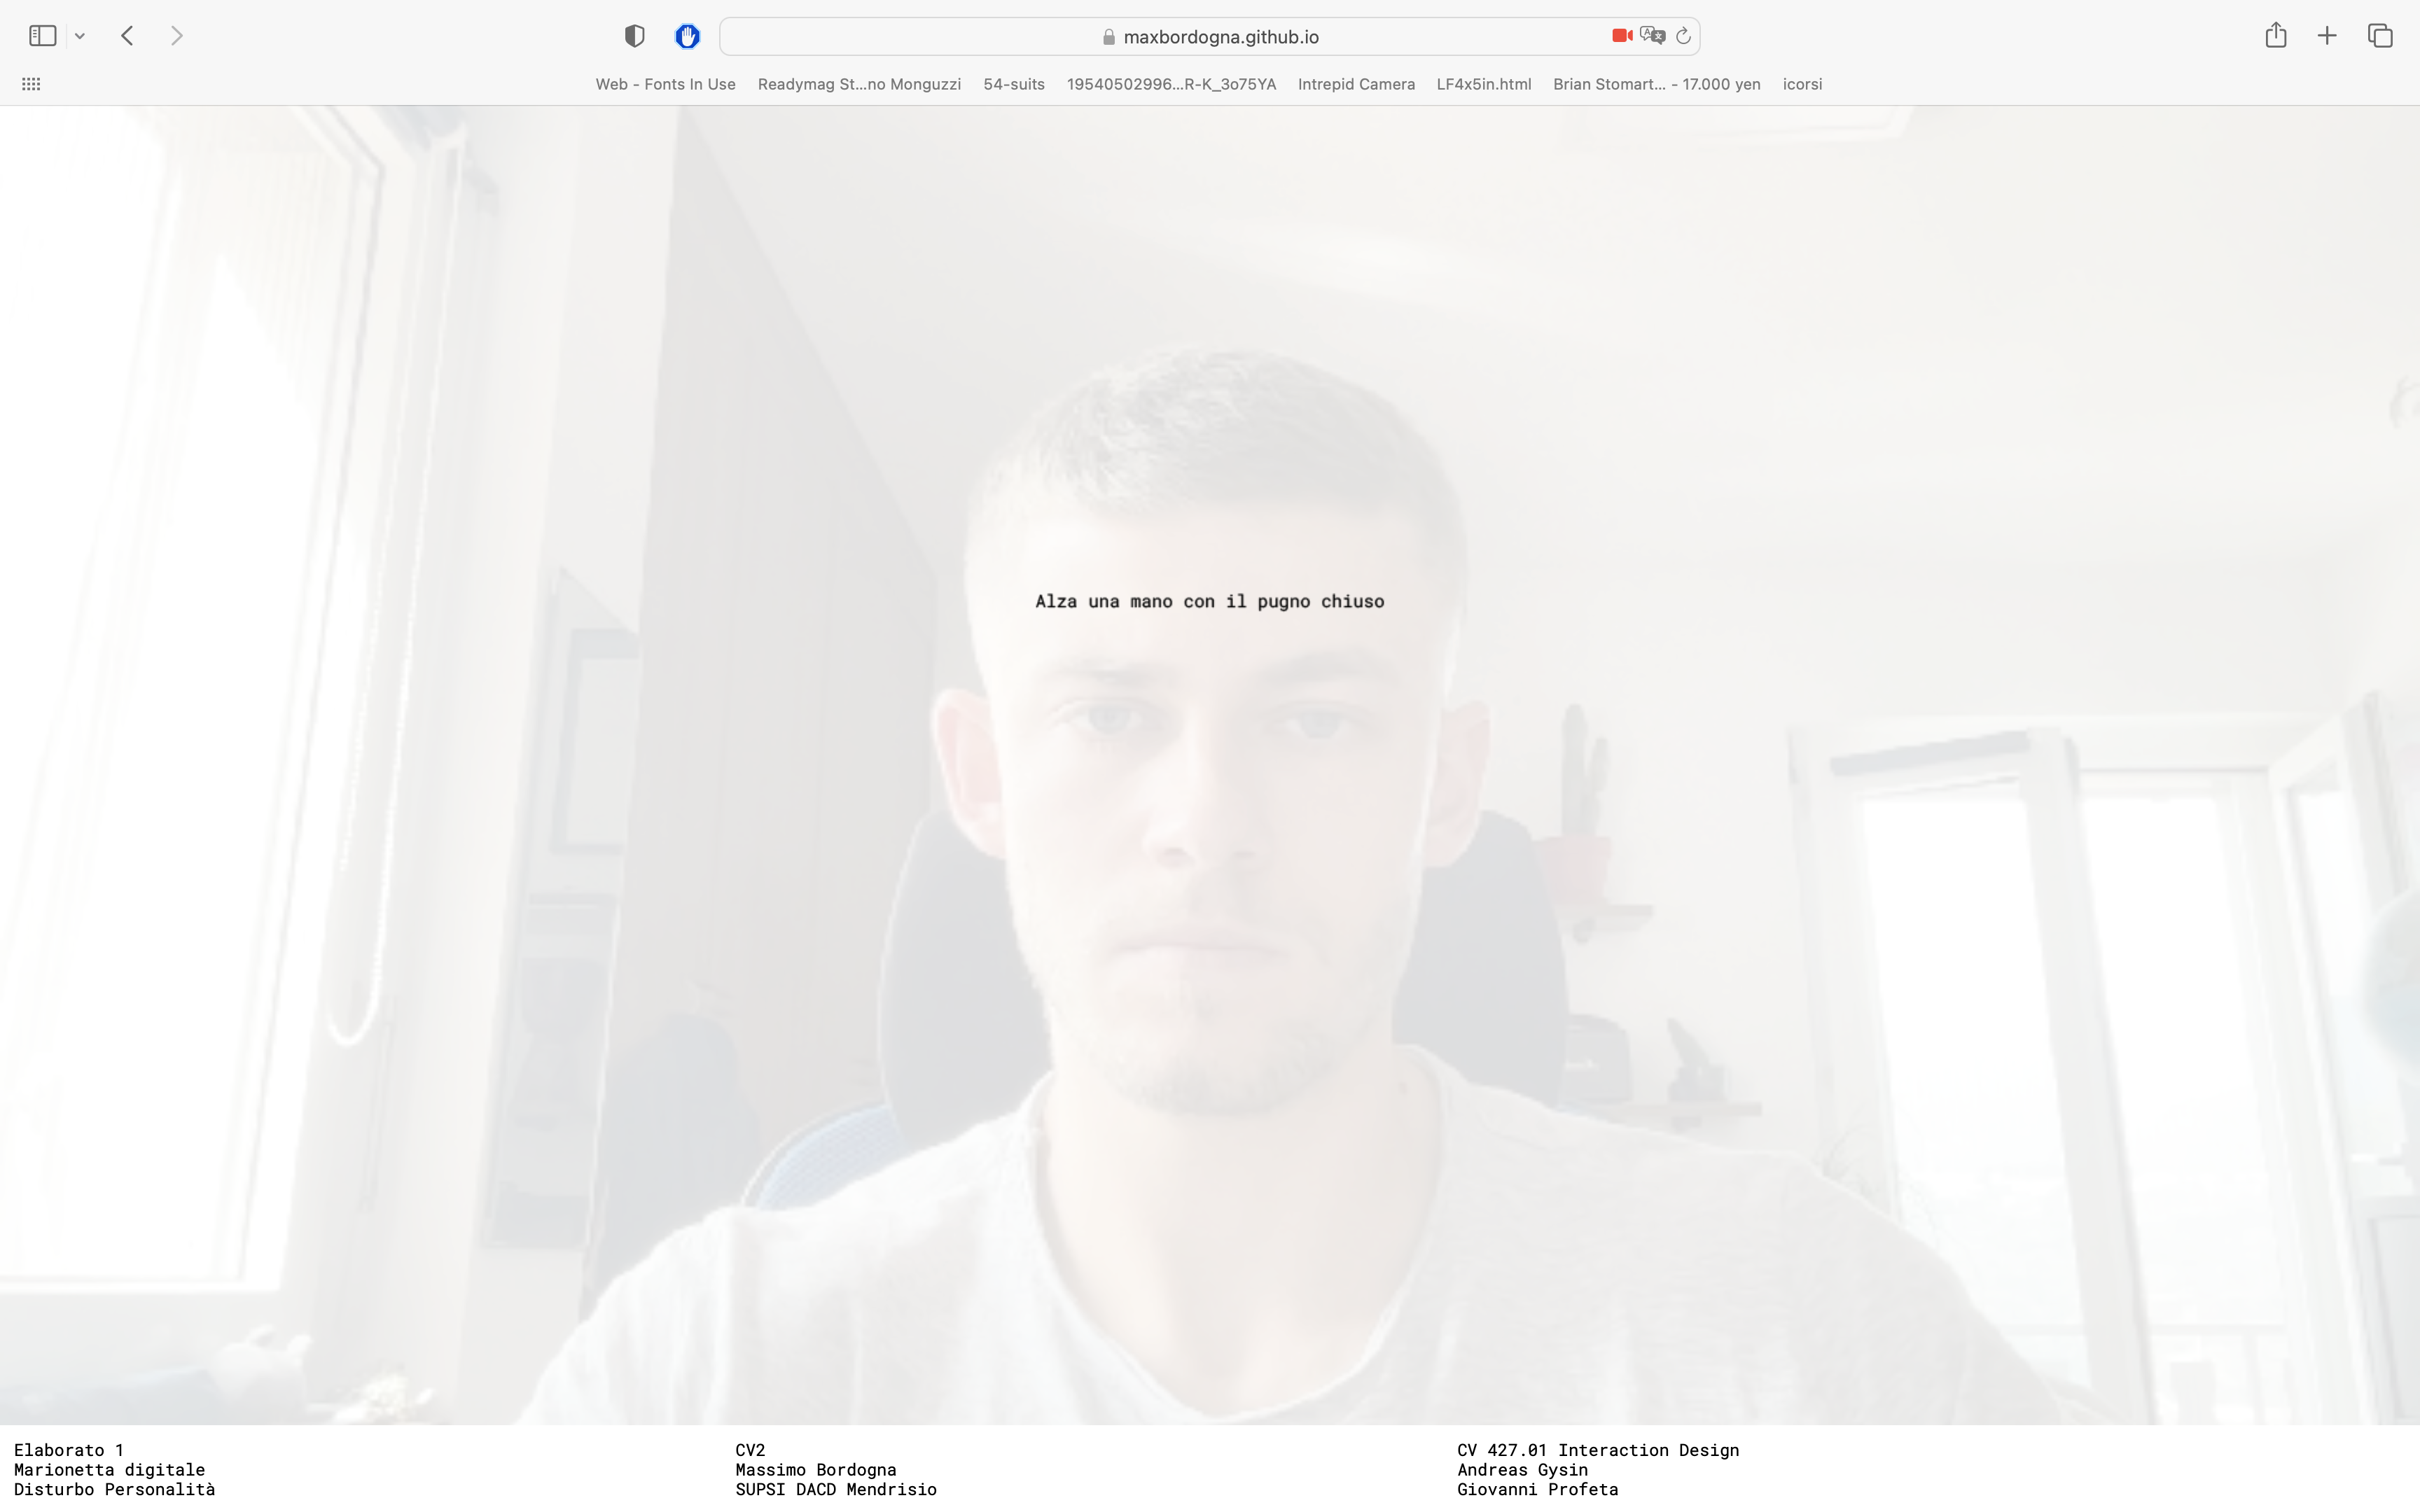 maxbordogna.github.io
Web - Fonts In Use Readymag St...no Monguzzi 54-suits 19540502996...R-K_3o75YA Intrepid Camera LF4x5in.html Brian Stomart... - 17.000 yen icorsi
Alza una mano con il pugno chiuso
Elaborato 1
Marionetta digitale
Disturbo Personalità
CV2
Massimo Bordogna
SUPSI DACD Mendrisio
CV 427.01 Interaction Design
Andreas Gysin
Giovanni Profeta